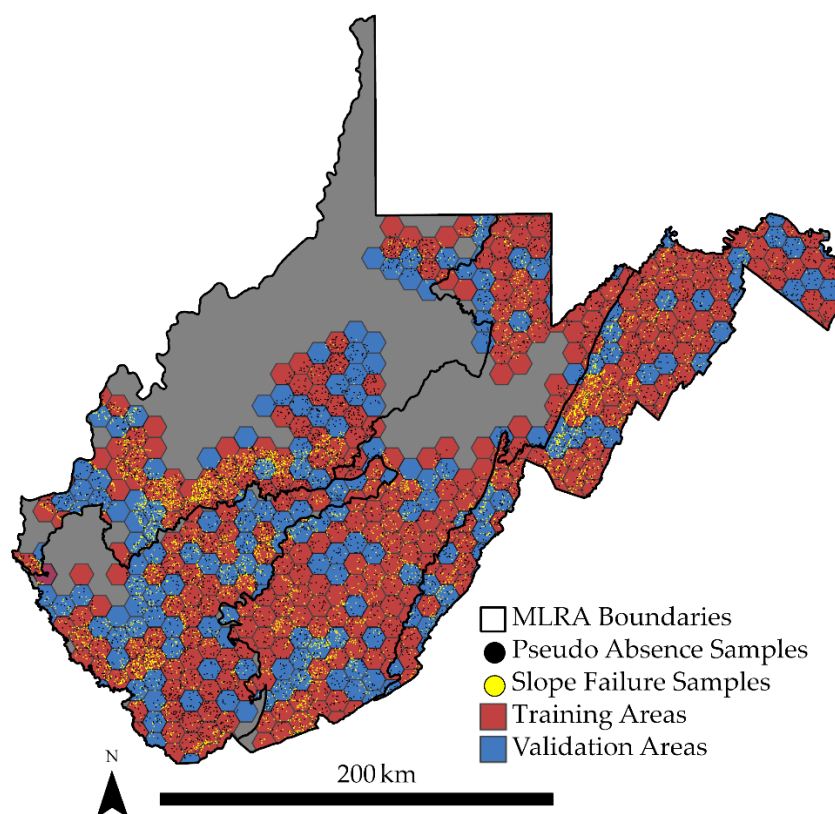 MLRA Boundaries
Pseudo Absence Samples
Slope Failure Samples
Training Areas
Validation Areas
N
200 km